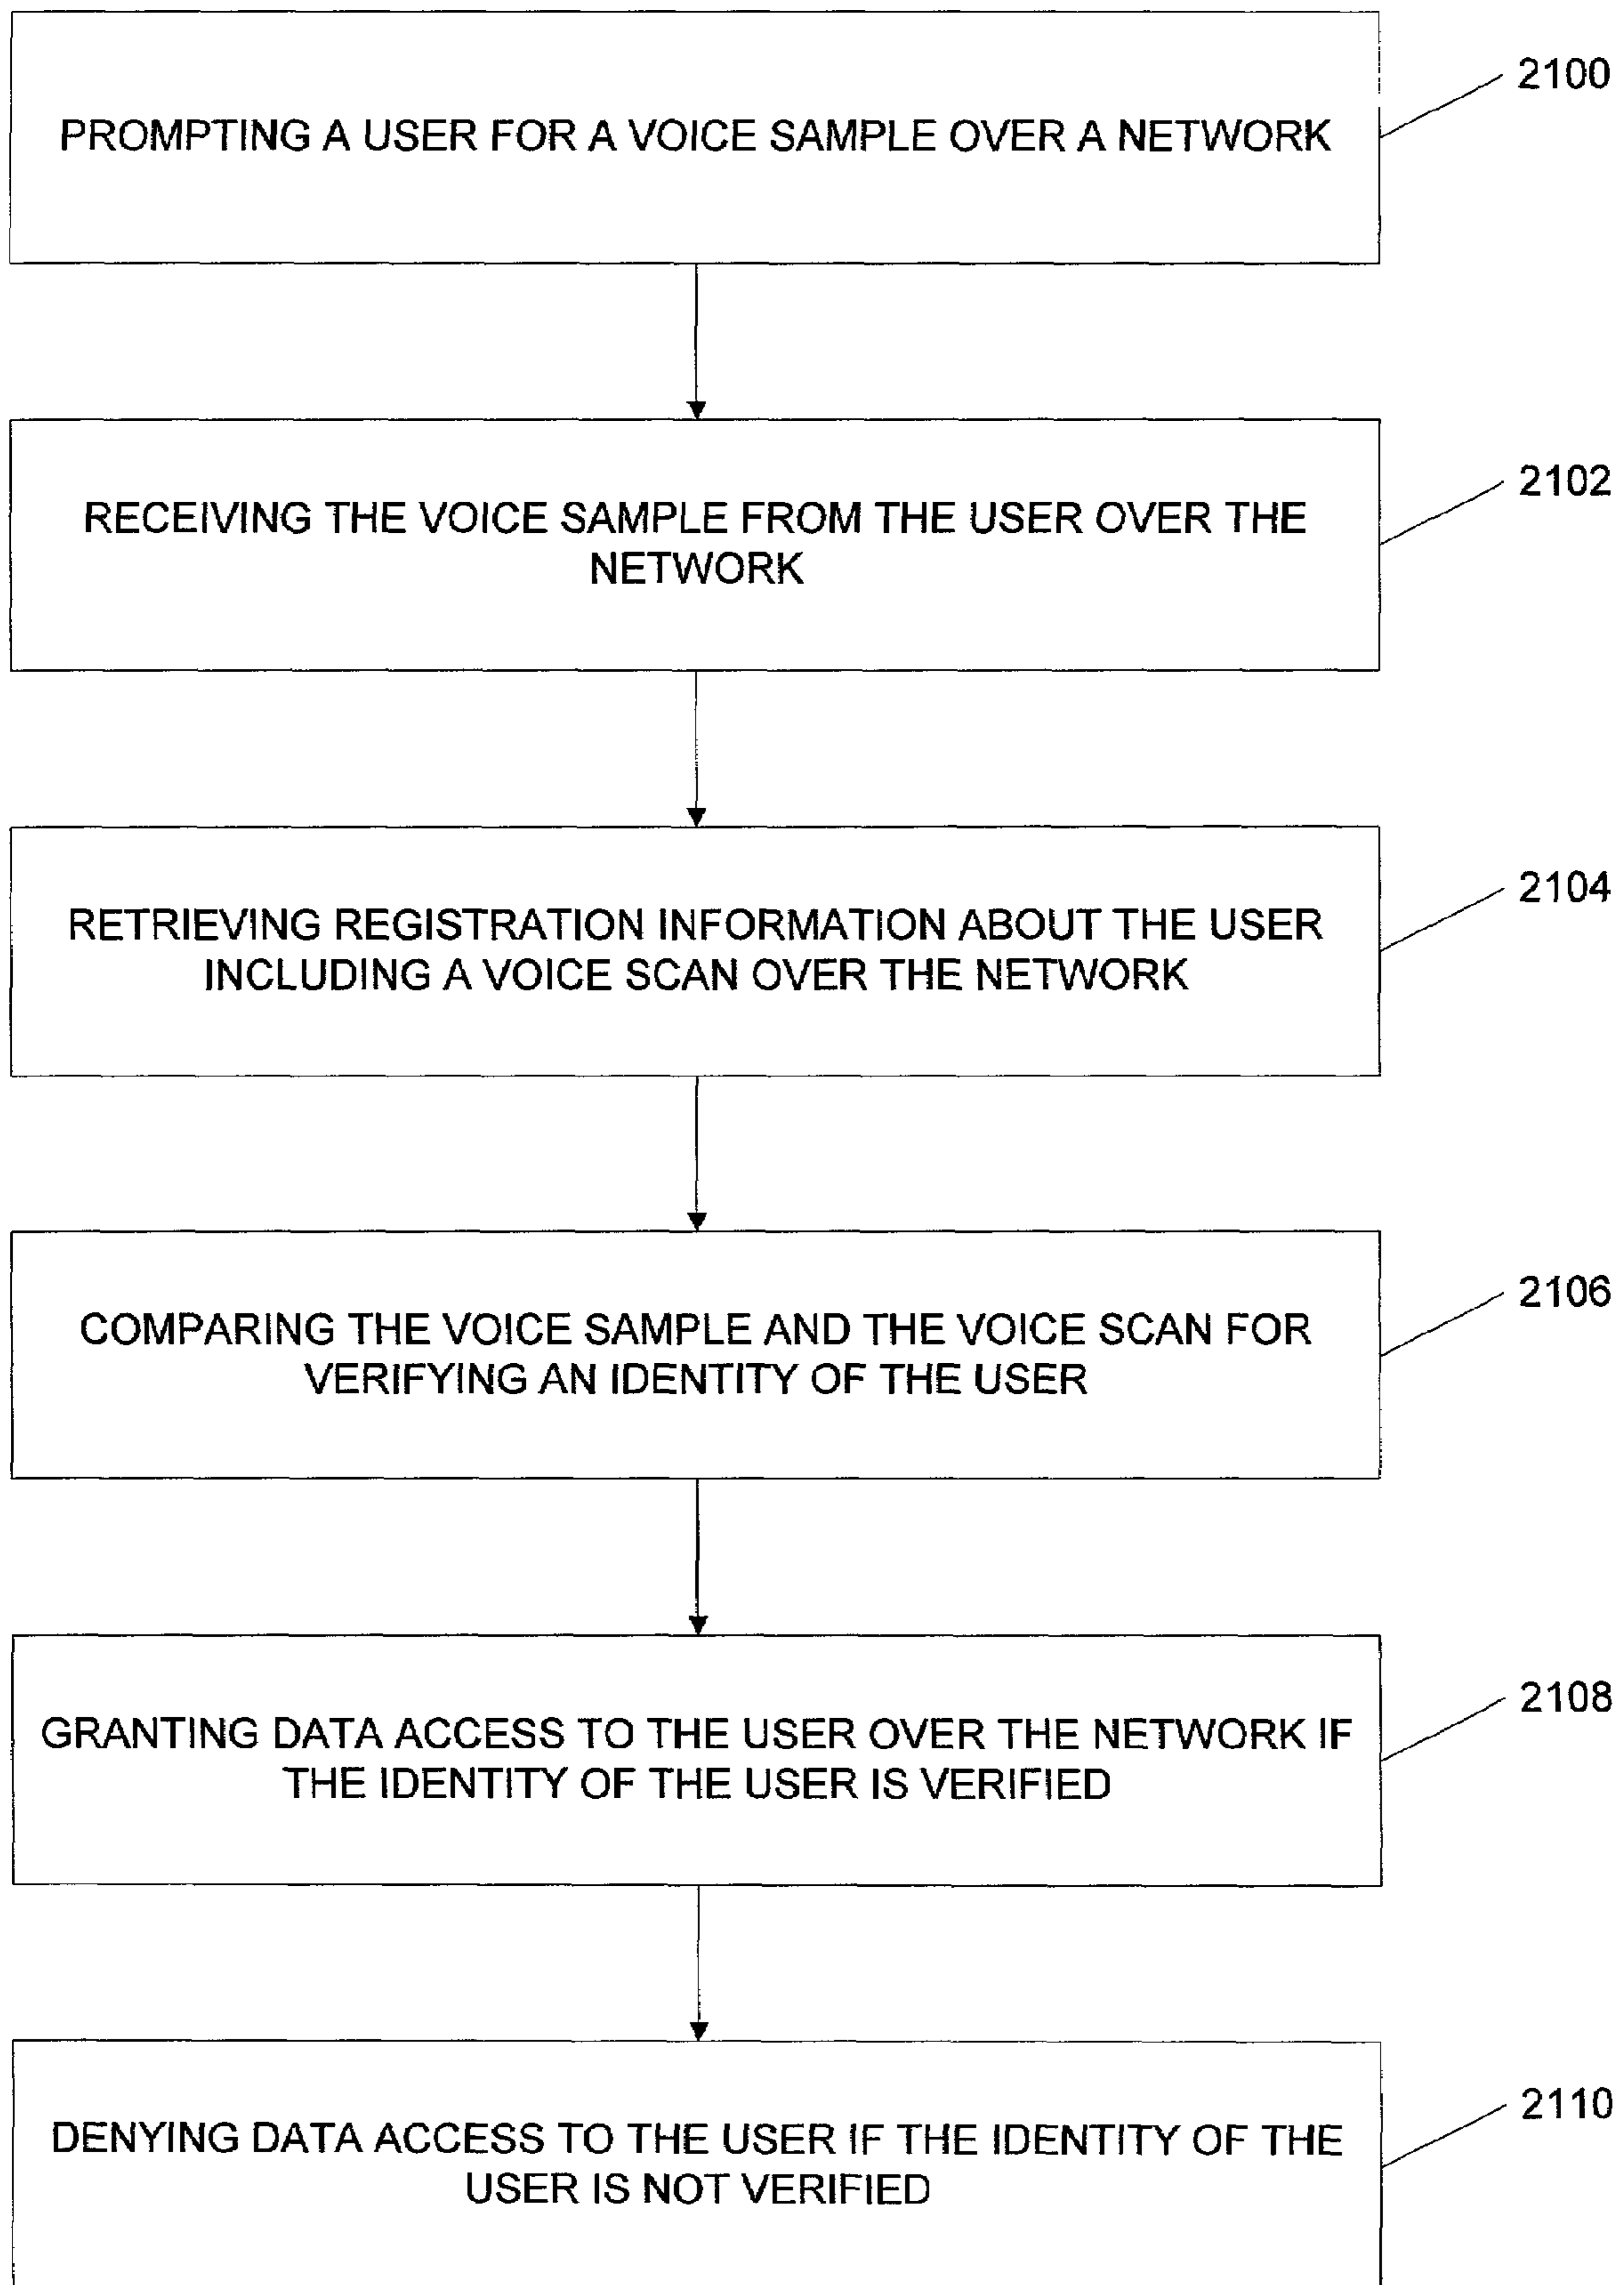 2100
PROMPTING A USER FOR A VOICE SAMPLE OVER A NETWORK
2102
RECEIVING THE VOICE SAMPLE FROM THE USER OVER THE
NETWORK
2104
RETRIEVING REGISTRATION INFORMATION ABOUT THE USER
INCLUDING A VOICE SCAN OVER THE NETWORK
2106
COMPARING THE VOICE SAMPLE AND THE VOICE SCAN FOR
VERIFYING AN IDENTITY OF THE USER
2108
GRANTING DATA ACCESS TO THE USER OVER THE NETWORK IF
THE IDENTITY OF THE USER IS VERIFIED
2110
DENYING DATA ACCESS TO THE USER IF THE IDENTITY OF THE
USER IS NOT VERIFIED